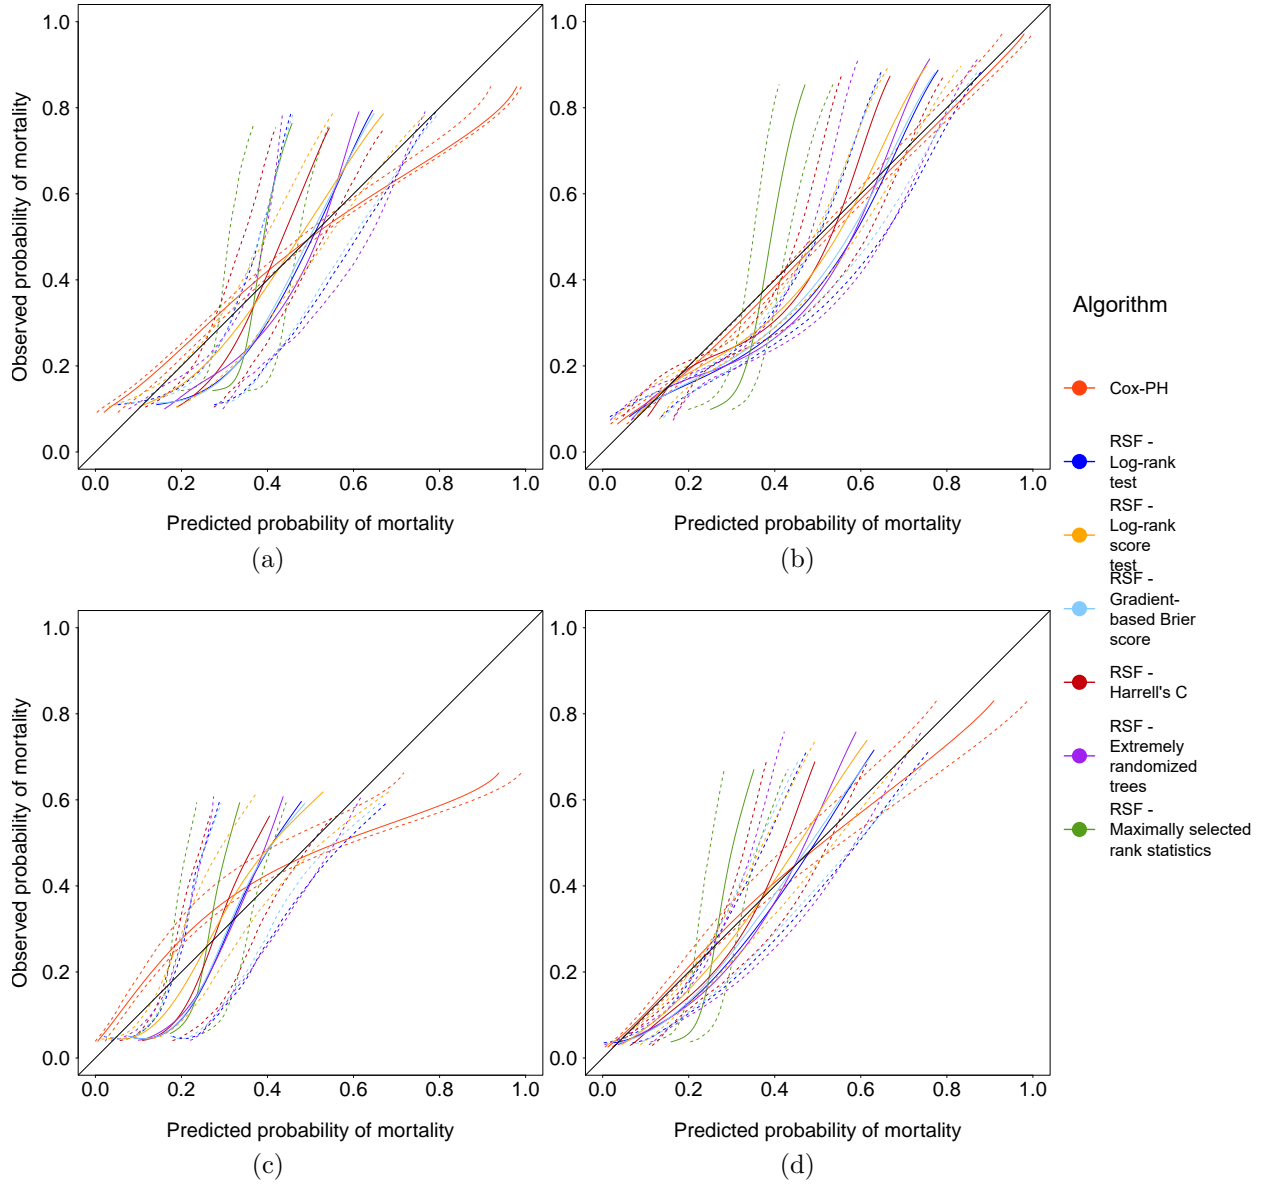 1.0
0.8
0.6
0.4
0.2
0.0
Observed probability of mortality
0.0 0.2 0.4 0.6 0.8 1.0
Predicted probability of mortality
(a)
1.0
0.8
0.6
0.4
0.2
0.0
0.0 0.2 0.4 0.6 0.8 1.0
Predicted probability of mortality
(b)
1.0
0.8
0.6
0.4
0.2
0.0
Observed probability of mortality
0.0 0.2 0.4 0.6 0.8 1.0
Predicted probability of mortality
(c)
1.0
0.8
0.6
0.4
0.2
0.0
0.0 0.2 0.4 0.6 0.8 1.0
Predicted probability of mortality
(d)
Algorithm
Cox-PH
RSF -
Log-rank
test
RSF -
Log-rank
score
test
RSF -
Gradient-
based Brier
score
RSF -
Harrell's C
RSF -
Extremely
randomized
trees
RSF -
Maximally selected
rank statistics